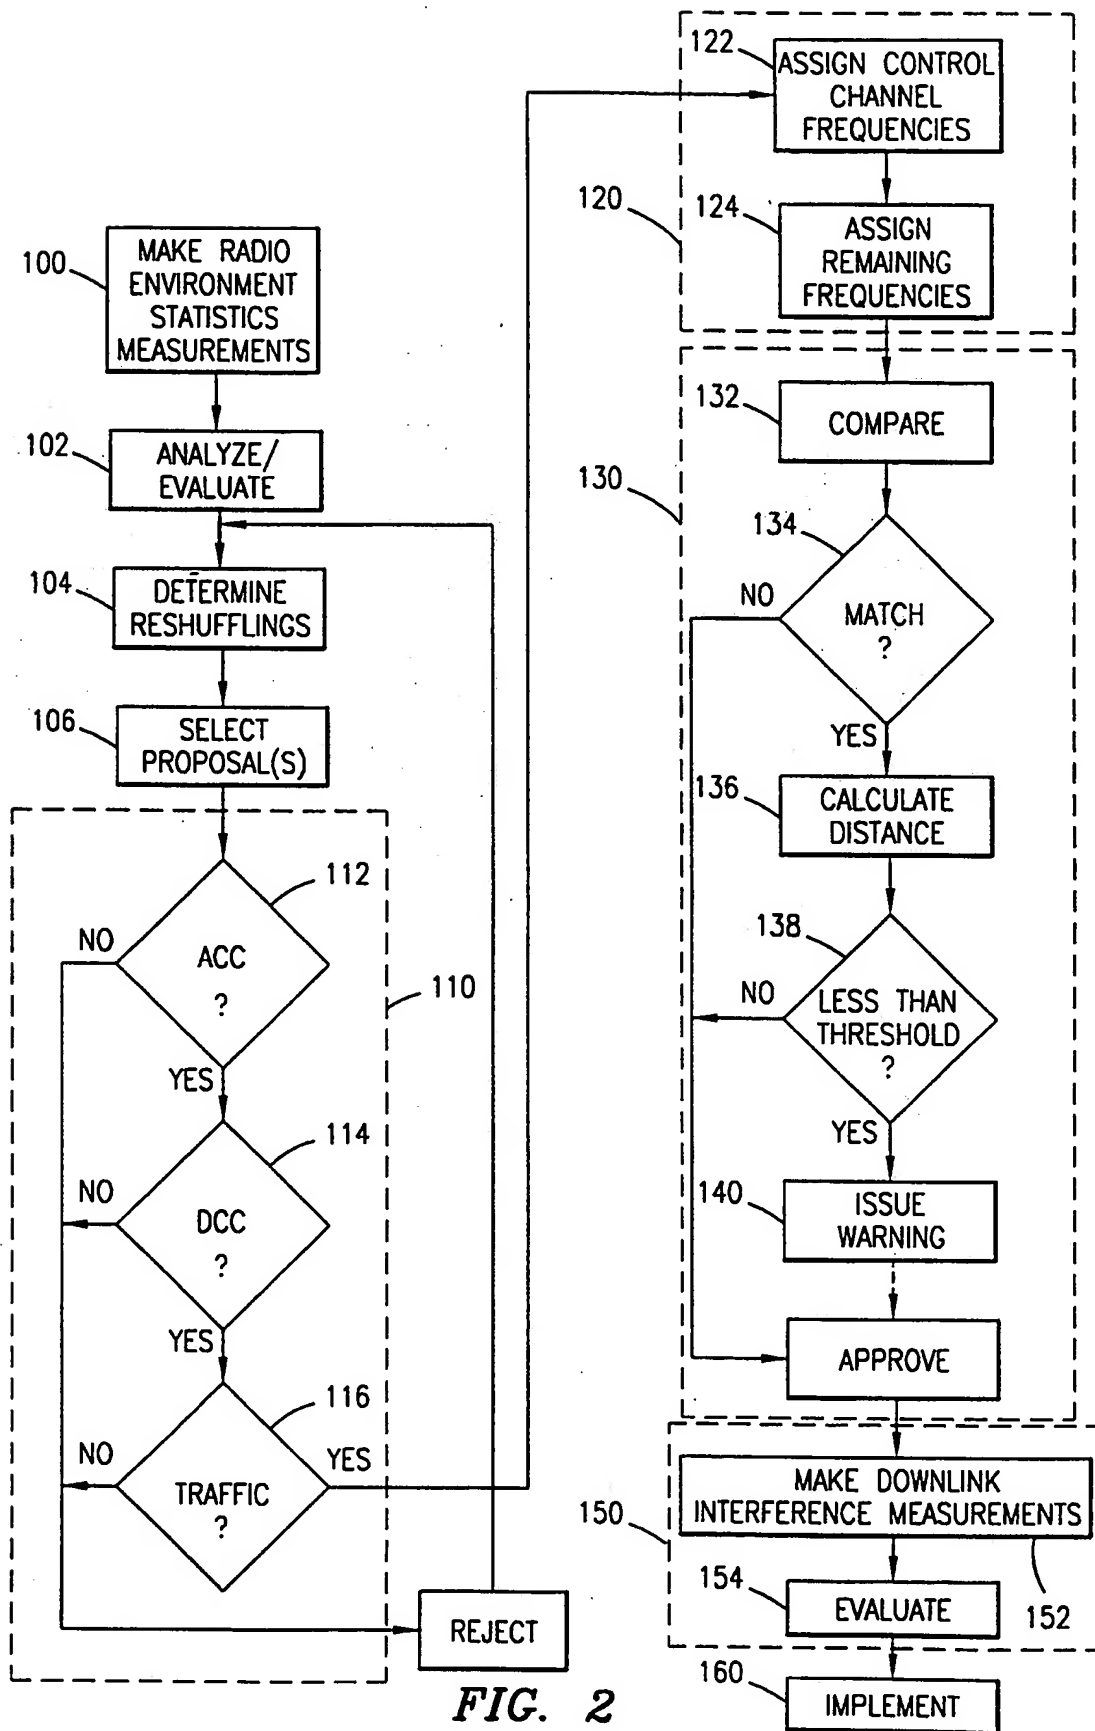 100
MAKE RADIO
ENVIRONMENT
STATISTICS
MEASUREMENTS
102
ANALYZE/
EVALUATE
104
DETERMINE
RESHUFFLINGS
106
SELECT
PROPOSAL(S)
110
112
NO
ACC
?
YES
114
NO
DCC
?
YES
116
NO
YES
TRAFFIC
?
REJECT
120
122
ASSIGN CONTROL
CHANNEL
FREQUENCIES
124
ASSIGN
REMAINING
FREQUENCIES
130
132
COMPARE
134
NO
MATCH
?
YES
136
CALCULATE
DISTANCE
138
NO
LESS THAN
THRESHOLD
?
YES
140
ISSUE
WARNING
APPROVE
150
MAKE DOWNLINK
INTERFERENCE MEASUREMENTS
152
154
EVALUATE
160
IMPLEMENT
FIG. 2